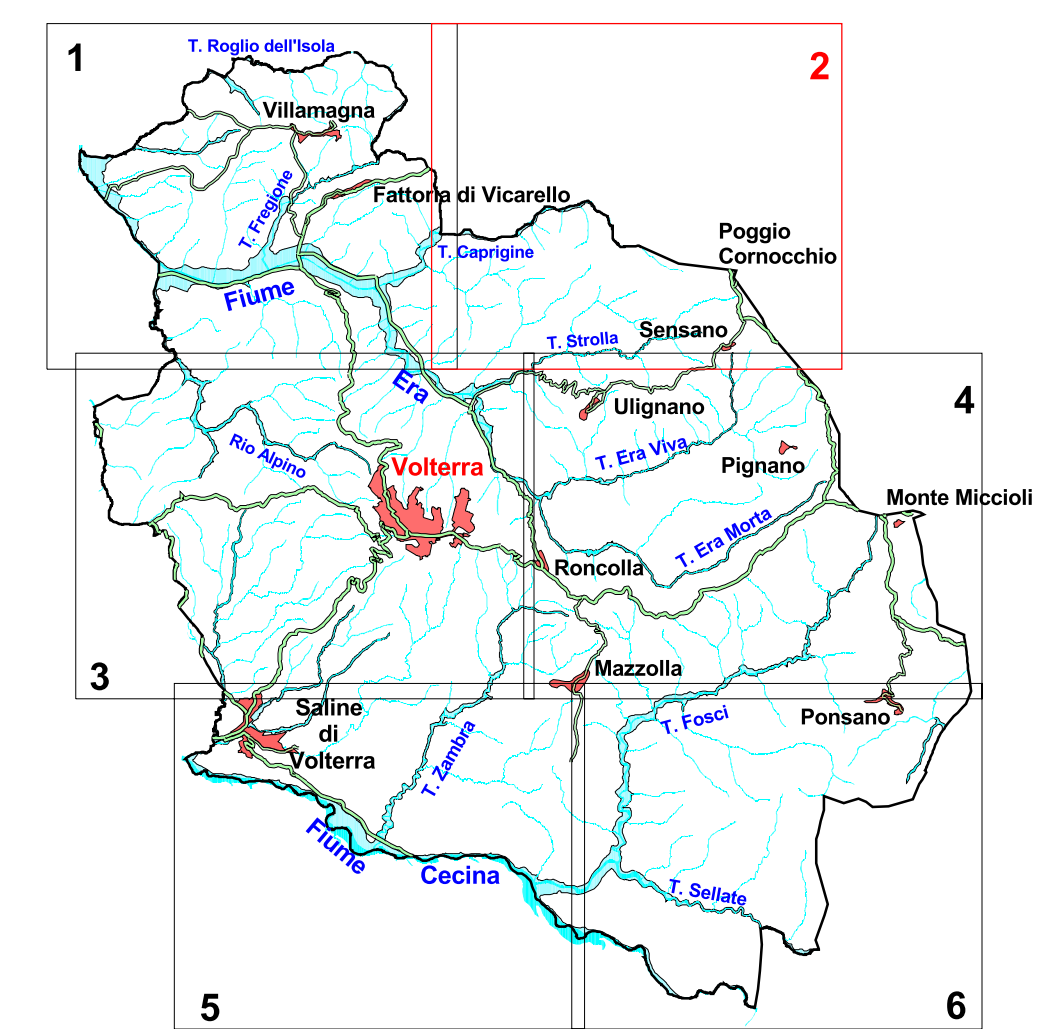 1
T. Roglio dell'Isola
2
Villamagna
T. Fregione
Fattoria di Vicarello
Poggio
Cornocchio
T. Caprigine
Fiume
Sensano
T. Strolla
Era
4
Ulignano
Rio Alpino
T. Era Viva
Volterra
Pignano
Monte Miccioli
T. Era Morta
Roncolla
3
Mazzolla
Saline
di
Volterra
T. Zambra
T. Fosci
Ponsano
Fiume
Cecina
T. Sellate
5
6